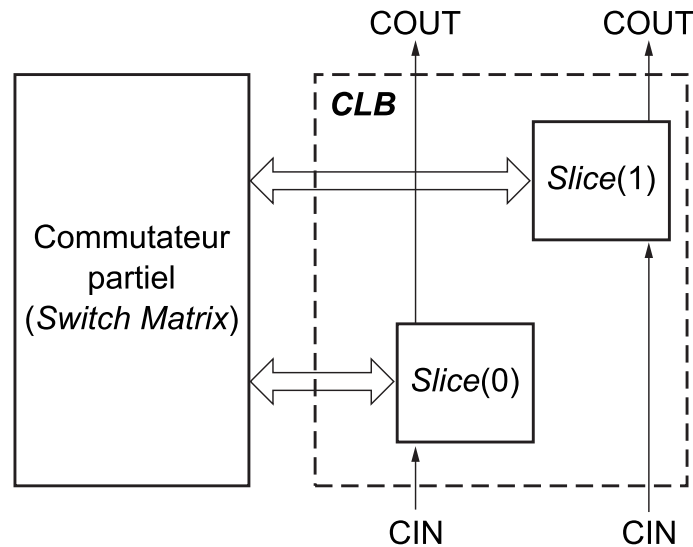 COUT
COUT
CLB
Slice(1)
Commutateur
partiel
(Switch Matrix)
Slice(0)
CIN
CIN